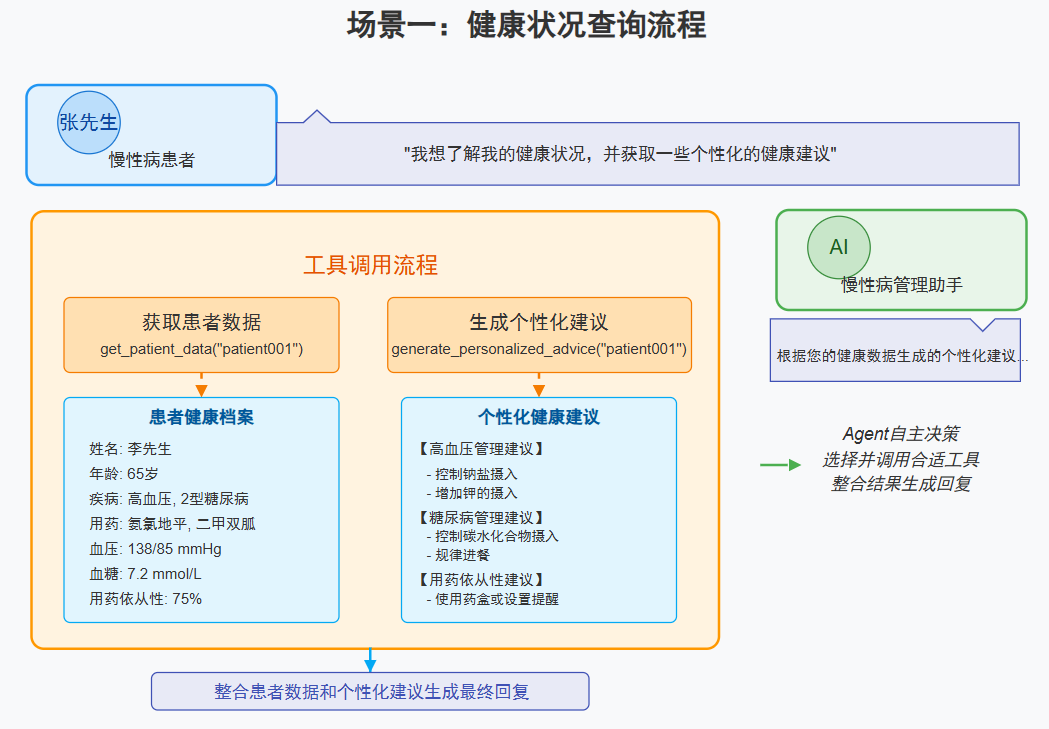 场景一：健康状况查询流程
张先生
慢性病患者
"我想了解我的健康状况，并获取一些个性化的健康建议"
工具调用流程
获取患者数据
get_patient_data("patient001")
患者健康档案
姓名: 李先生
年龄: 65岁
疾病: 高血压, 2型糖尿病
用药: 氨氯地平, 二甲双胍
血压: 138/85 mmHg
血糖: 7.2 mmol/L
用药依从性: 75%
生成个性化建议
generate_personalized_advice("patient001")
个性化健康建议
【高血压管理建议】
- 控制钠盐摄入
- 增加钾的摄入
【糖尿病管理建议】
- 控制碳水化合物摄入
- 规律进餐
【用药依从性建议】
- 使用药盒或设置提醒
AI
慢性病管理助手
根据您的健康数据生成的个性化建议...
Agent自主决策
选择并调用合适工具
整合结果生成回复
整合患者数据和个性化建议生成最终回复